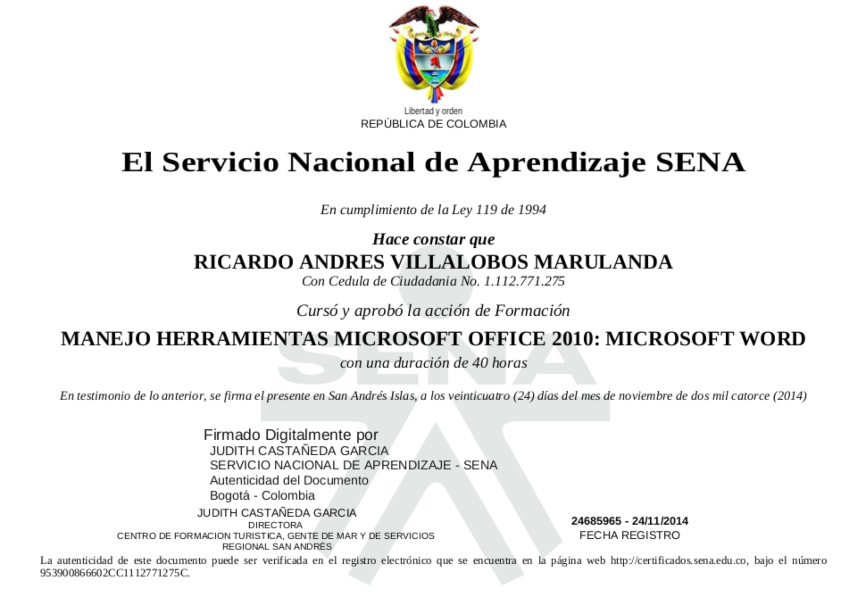 Libertad y orden
REPÚBLICA DE COLOMBIA
El Servicio Nacional de Aprendizaje SENA
En cumplimiento de la Ley 119 de 1994
Hace constar que
RICARDO ANDRES VILLALOBOS MARULANDA
Con Cedula de Ciudadania No. 1.112.771.275
Cursó y aprobó la acción de Formación
MANEJO HERRAMIENTAS MICROSOFT OFFICE 2010: MICROSOFT WORD
SENA
con una duración de 40 horas
En testimonio de lo anterior, se firma el presente en San Andrés Islas, a los veinticuatro (24) días del mes de noviembre de dos mil catorce (2014)
Firmado Digitalmente por
JUDITH CASTAÑEDA GARCIA
SERVICIO NACIONAL DE APRENDIZAJE - SENA
Autenticidad del Documento
Bogotá - Colombia
JUDITH CASTAÑEDA GARCIA
DIRECTORA
CENTRO DE FORMACION TURISTICA, GENTE DE MAR Y DE SERVICIOS
REGIONAL SAN ANDRÉS
24685965 - 24/11/2014
FECHA REGISTRO
La autenticidad de este documento puede ser verificada en el registro electrónico que se encuentra en la página web http://certificados.sena.edu.co, bajo el número
953900866602CC1112771275C.